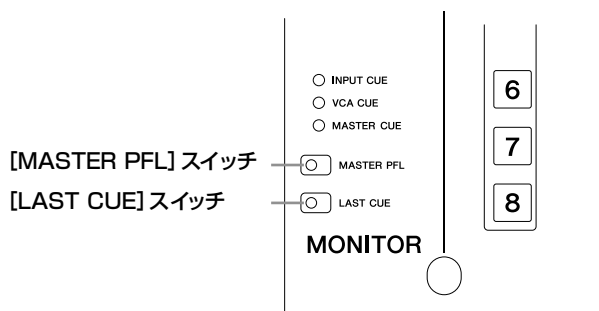 INPUT CUE
VCA CUE
MASTER CUE
[MASTER PFL] スイッチ
MASTER PFL
[LAST CUE] スイッチ
LAST CUE
MONITOR
6
7
8